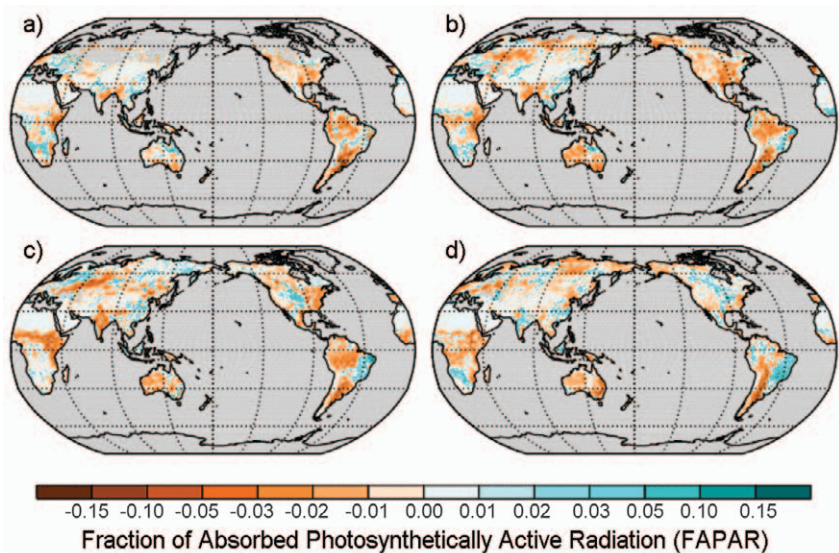 a)
b)
c)
d)
-0.15 -0.10 -0.05 -0.03 -0.02 -0.01 0.00 0.01 0.02 0.03 0.05 0.10 0.15
Fraction of Absorbed Photosynthetically Active Radiation (FAPAR)